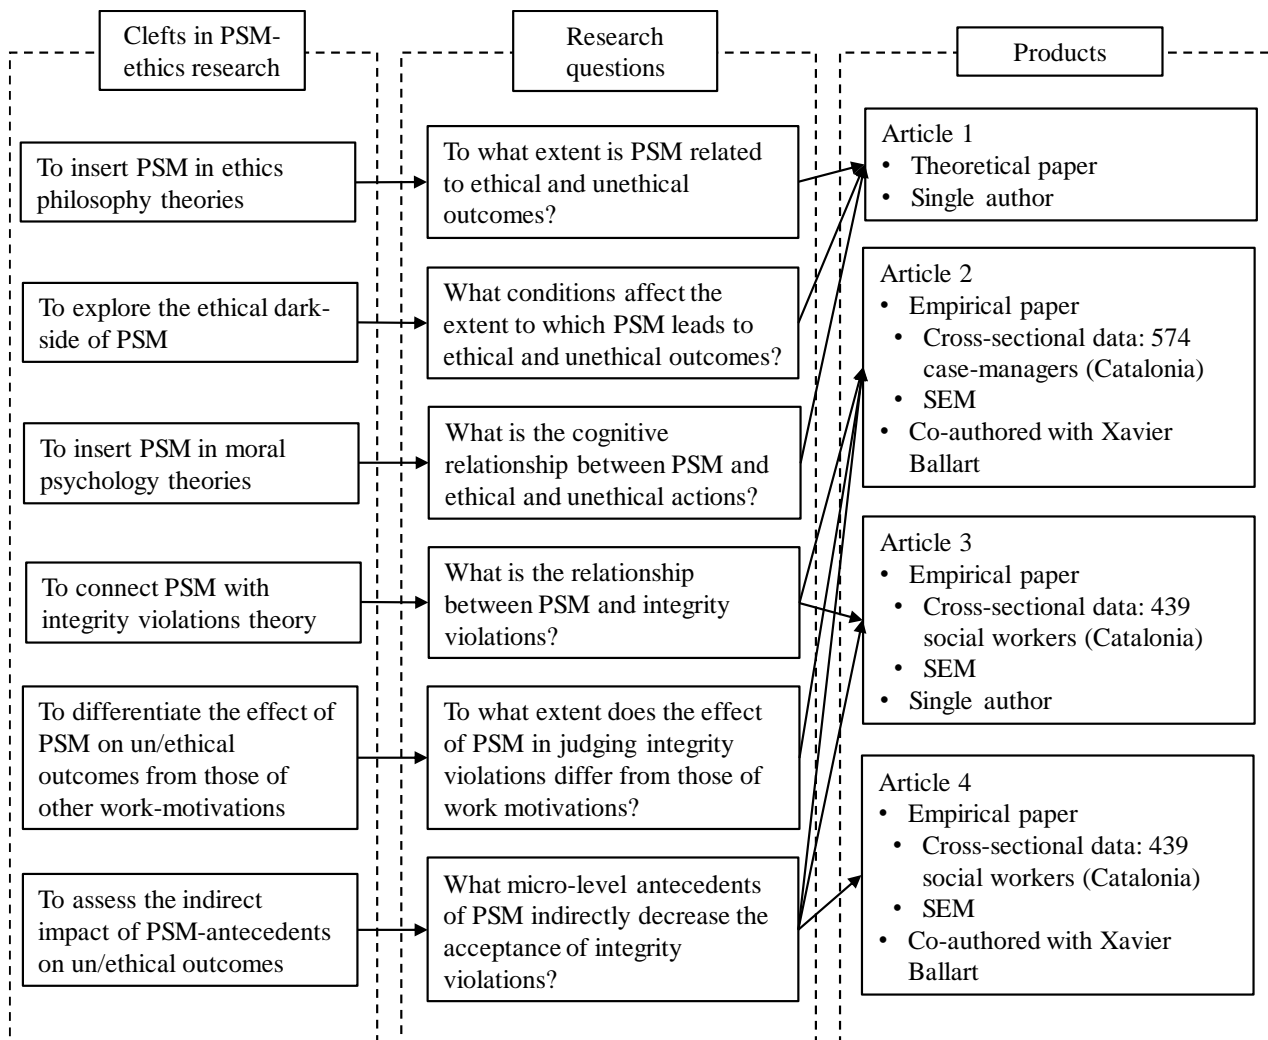 Clefts in PSM-
ethics research
To insert PSM in ethics
philosophy theories
To explore the ethical dark-
side of PSM
To insert PSM in moral
psychology theories
To connect PSM with
integrity violations theory
To differentiate the effect of
PSM on un/ethical
outcomes from those of
other work-motivations
To assess the indirect
impact of PSM-antecedents
on un/ethical outcomes
Research
questions
To what extent is PSM related
to ethical and unethical
outcomes?
What conditions affect the
extent to which PSM leads to
ethical and unethical outcomes?
What is the cognitive
relationship between PSM and
ethical and unethical actions?
What is the relationship
between PSM and integrity
violations?
To what extent does the effect
of PSM in judging integrity
violations differ from those of
work motivations?
What micro-level antecedents
of PSM indirectly decrease the
acceptance of integrity
violations?
Products
Article 1
• Theoretical paper
• Single author
Article 2
• Empirical paper
• Cross-sectional data: 574
case-managers (Catalonia)
• SEM
• Co-authored with Xavier
Ballart
Article 3
• Empirical paper
• Cross-sectional data: 439
social workers (Catalonia)
• SEM
• Single author
Article 4
• Empirical paper
• Cross-sectional data: 439
social workers (Catalonia)
• SEM
• Co-authored with Xavier
Ballart